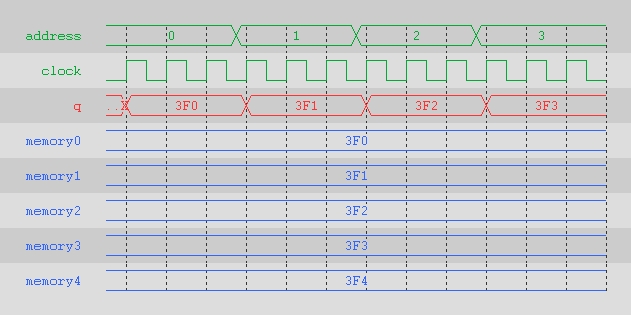 address 0 1 2 3
clock
q ..X 3F0 3F1 3F2 3F3
memory0 3F0
memory1 3F1
memory2 3F2
memory3 3F3
memory4 3F4